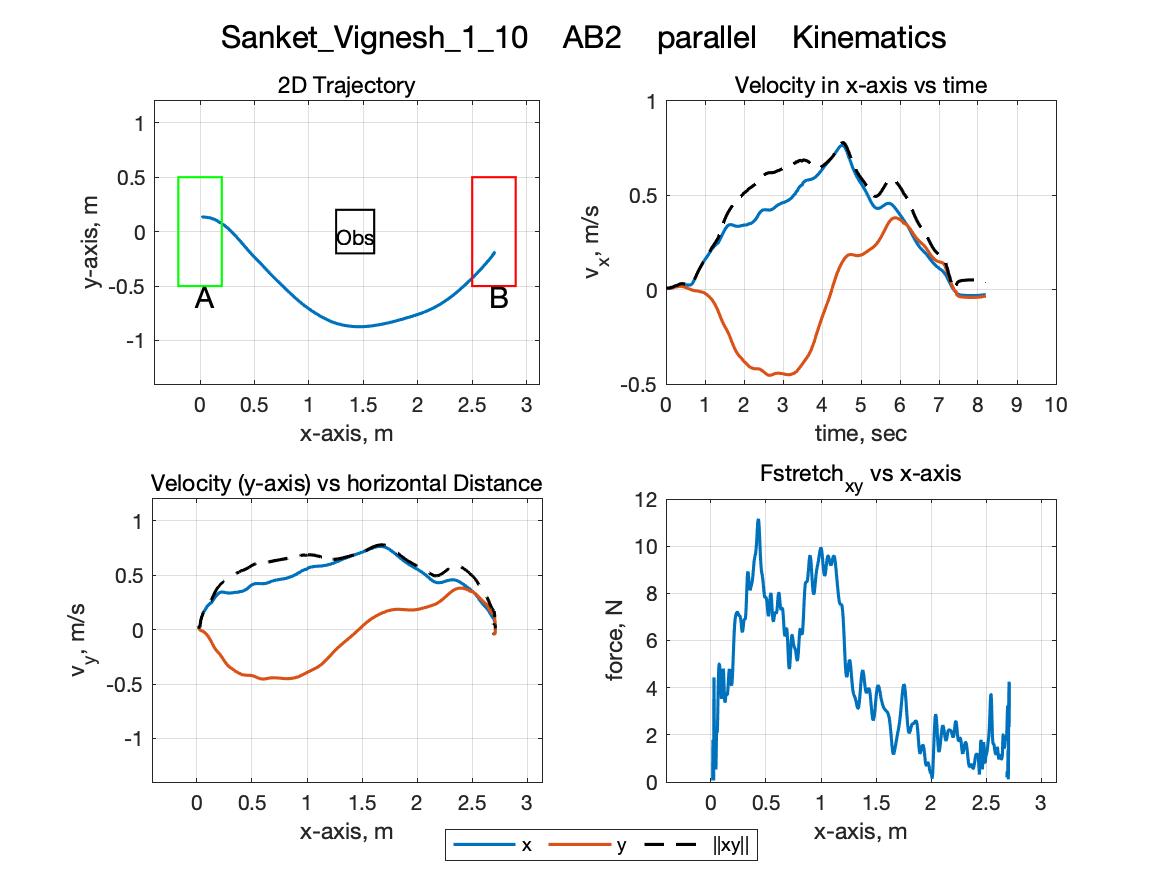 Sanket_Vignesh_1_10 AB2 parallel Kinematics
2D Trajectory
1
0.5
0
-0.5
-1
y-axis, m
Obs
A
B
0 0.5 1 1.5 2 2.5 3
x-axis, m
Velocity in x-axis vs time
1
0.5
0
-0.5
v_x, m/s
0 1 2 3 4 5 6 7 8 9 10
time, sec
Velocity (y-axis) vs horizontal Distance
1
0.5
0
-0.5
-1
v_y, m/s
0 0.5 1 1.5 2 2.5 3
x-axis, m
Fstretch_xy vs x-axis
12
10
8
6
4
2
0
force, N
0 0.5 1 1.5 2 2.5 3
x-axis, m
x y ||xy||